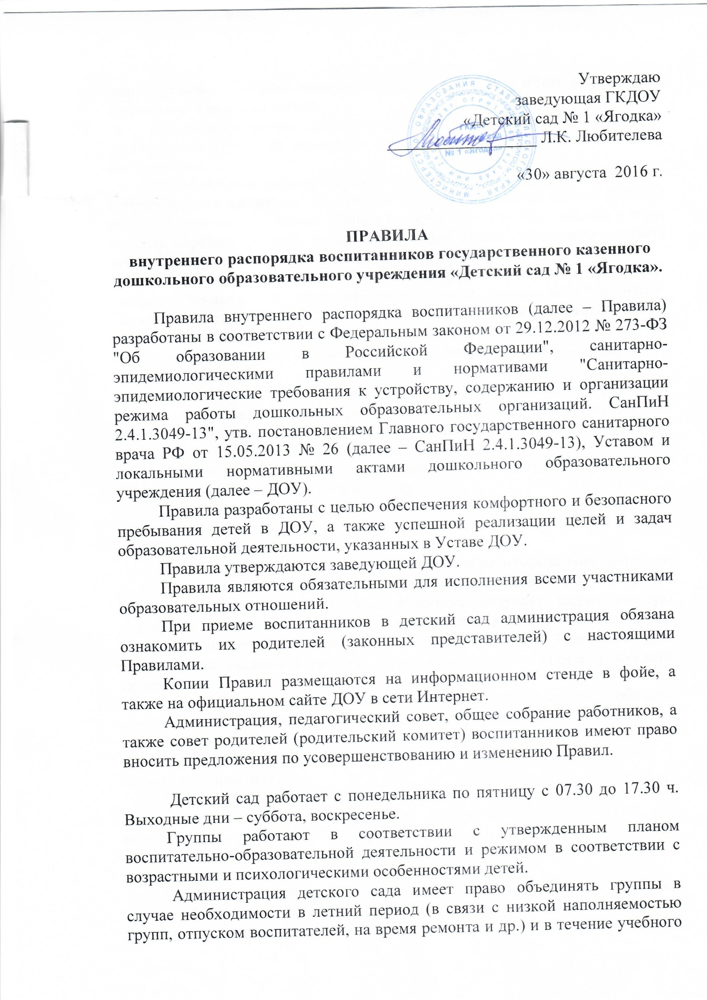 Утверждаю
заведующая ГКДОУ
«Детский сад № 1 «Ягодка»
Л.К. Любителева
«30» августа 2016 г.
ПРАВИЛА
внутреннего распорядка воспитанников государственного казенного
дошкольного образовательного учреждения «Детский сад № 1 «Ягодка».
Правила внутреннего распорядка воспитанников (далее – Правила)
разработаны в соответствии с Федеральным законом от 29.12.2012 № 273-ФЗ
"Об образовании в Российской Федерации", санитарно-
эпидемиологическими правилами и нормативами "Санитарно-
эпидемиологические требования к устройству, содержанию и организации
режима работы дошкольных образовательных организаций. СанПиН
2.4.1.3049-13", утв. постановлением Главного государственного санитарного
врача РФ от 15.05.2013 № 26 (далее – СанПиН 2.4.1.3049-13), Уставом и
локальными нормативными актами дошкольного образовательного
учреждения (далее – ДОУ).
Правила разработаны с целью обеспечения комфортного и безопасного
пребывания детей в ДОУ, а также успешной реализации целей и задач
образовательной деятельности, указанных в Уставе ДОУ.
Правила утверждаются заведующей ДОУ.
Правила являются обязательными для исполнения всеми участниками
образовательных отношений.
При приеме воспитанников в детский сад администрация обязана
ознакомить их родителей (законных представителей) с настоящими
Правилами.
Копии Правил размещаются на информационном стенде в фойе, а
также на официальном сайте ДОУ в сети Интернет.
Администрация, педагогический совет, общее собрание работников, а
также совет родителей (родительский комитет) воспитанников имеют право
вносить предложения по усовершенствованию и изменению Правил.
Детский сад работает с понедельника по пятницу с 07.30 до 17.30 ч.
Выходные дни – суббота, воскресенье.
Группы работают в соответствии с утвержденным планом
воспитательно-образовательной деятельности и режимом в соответствии с
возрастными и психологическими особенностями детей.
Администрация детского сада имеет право объединять группы в
случае необходимости в летний период (в связи с низкой наполняемостью
групп, отпуском воспитателей, на время ремонта и др.) и в течение учебного